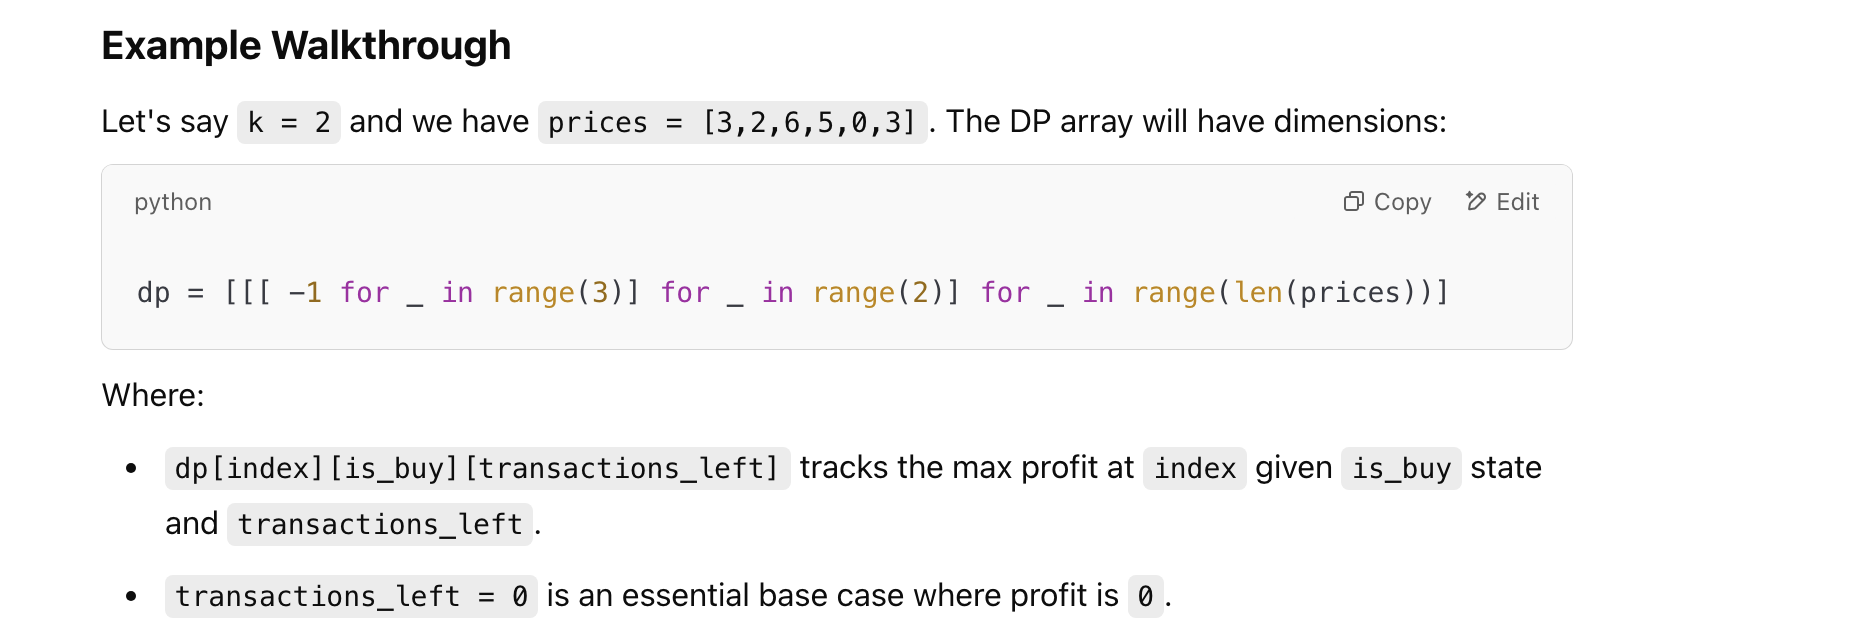 Example Walkthrough
Let's say k = 2 and we have prices = [3,2,6,5,0,3]. The DP array will have dimensions:
python
Copy
Edit
dp = [[[ -1 for _ in range(3)] for _ in range(2)] for _ in range(len(prices))]
Where:
• dp[index][is_buy][transactions_left] tracks the max profit at index given is_buy state
and transactions_left.
• transactions_left = 0 is an essential base case where profit is 0.